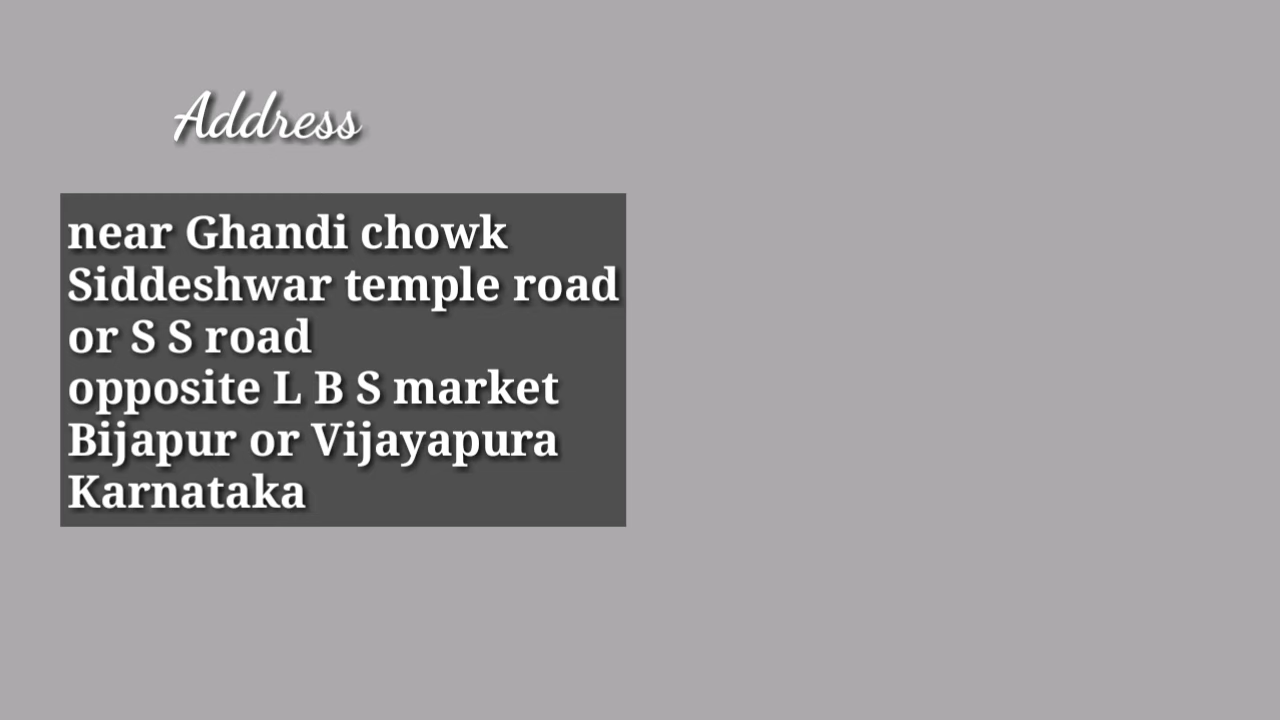 Address
near Ghandi chowk
Siddeshwar temple road
or S S road
opposite L B S market
Bijapur or Vijayapura
Karnataka